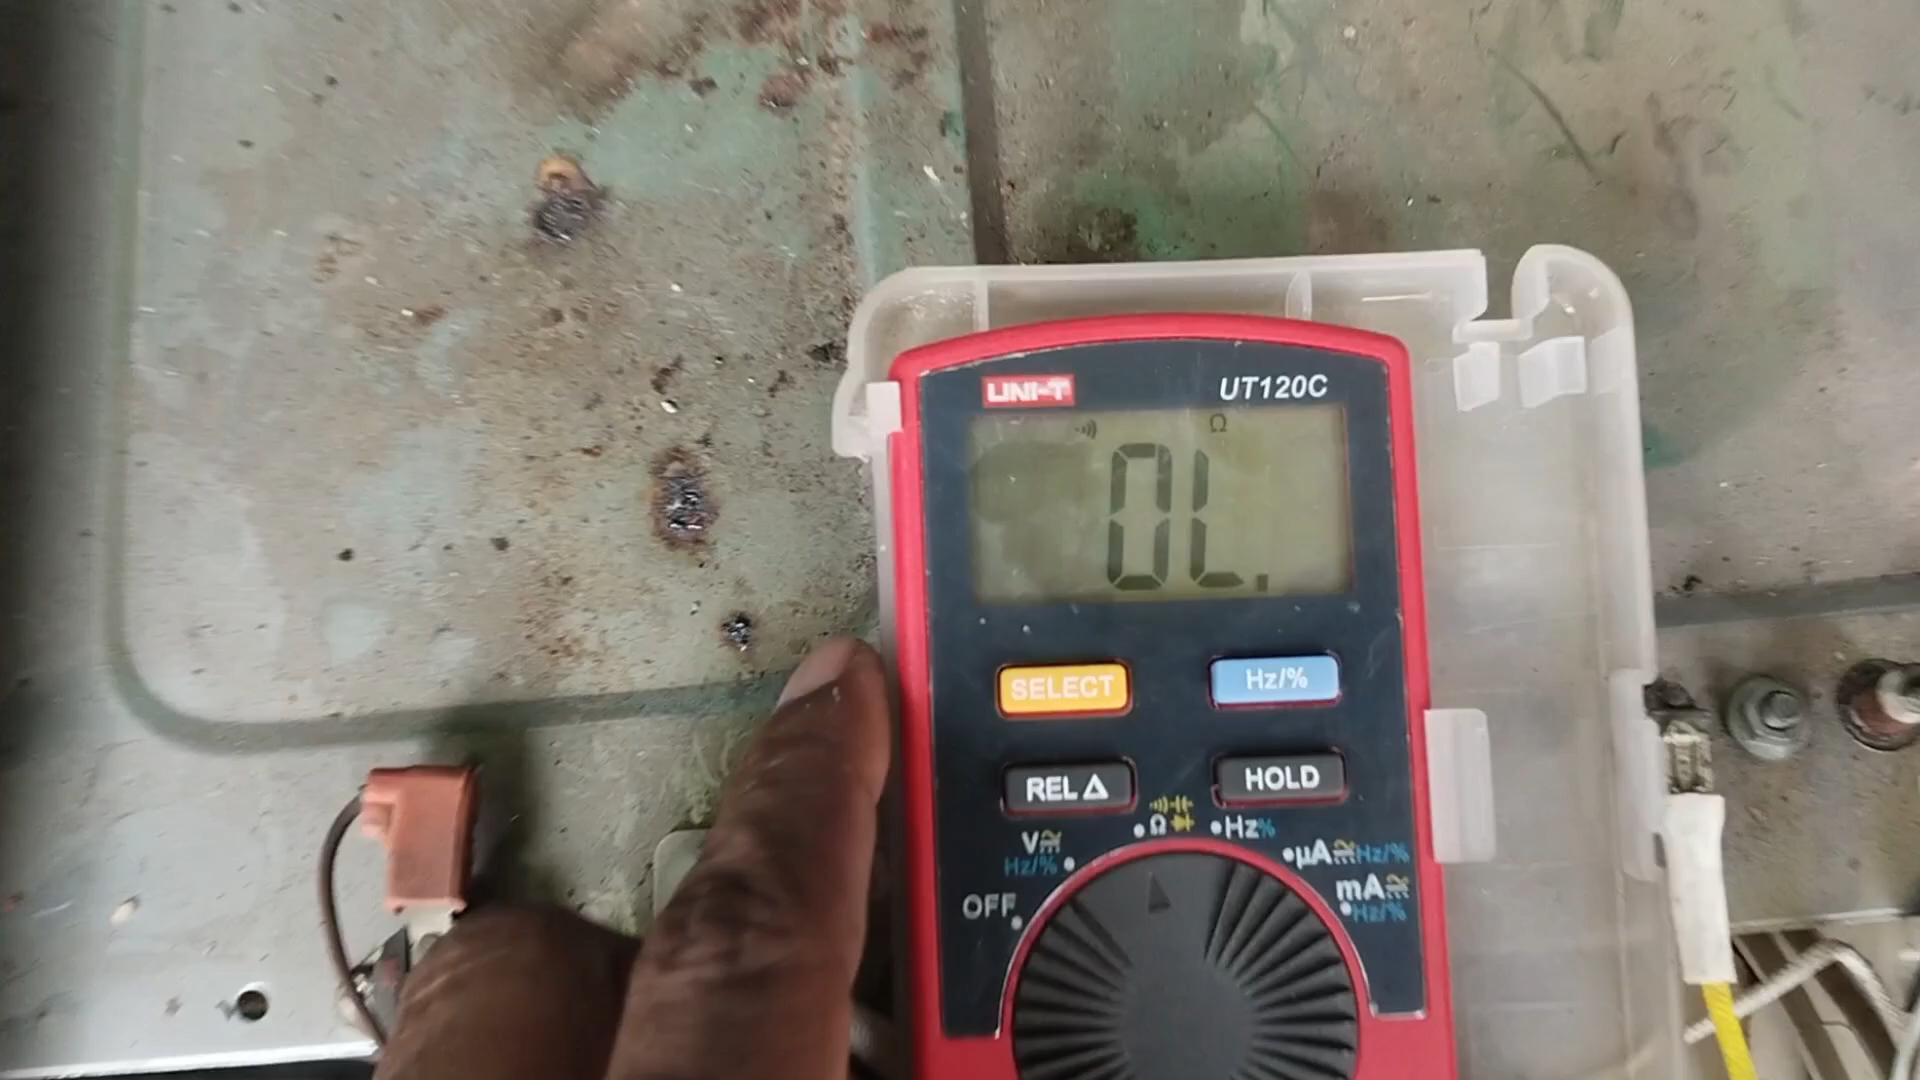 UNI-T UT120C
Ω
OL.
SELECT Hz/%
REL△ HOLD
V Ω Hz%
Hz/% µA Hz/%
OFF mA
Hz/%